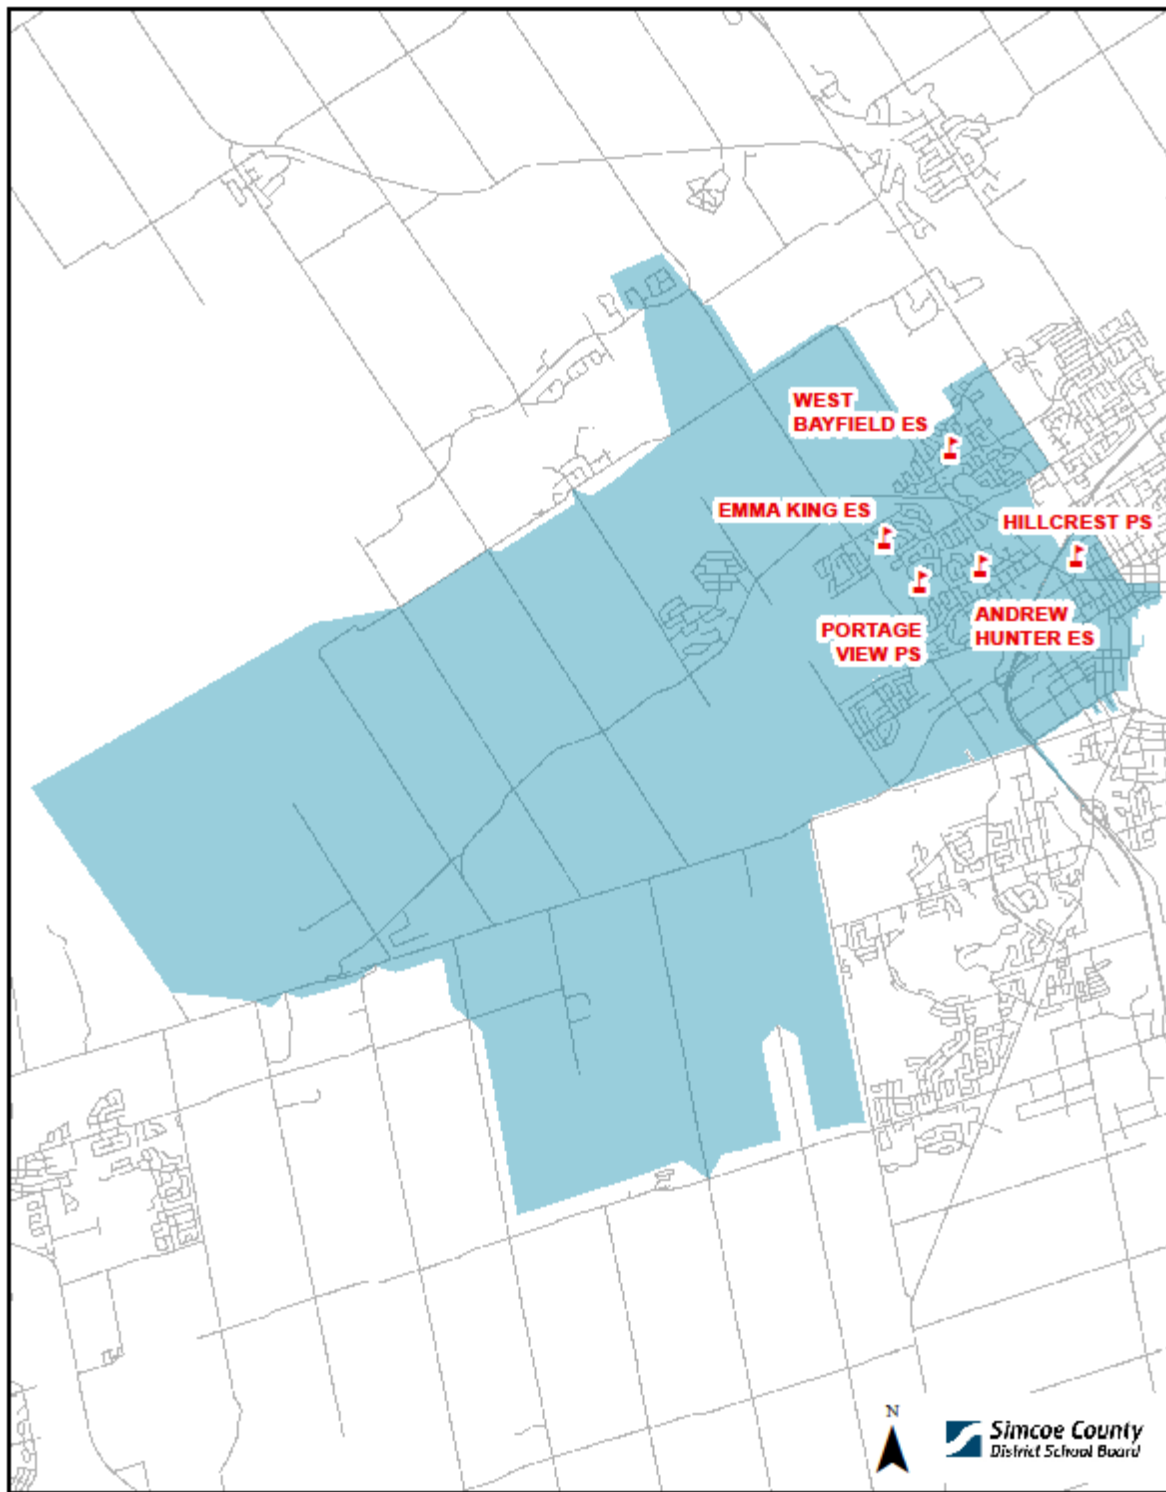 WEST
BAYFIELD ES
EMMA KING ES
HILLCREST PS
PORTAGE
VIEW PS
ANDREW
HUNTER ES
N
Simcoe County
District School Board